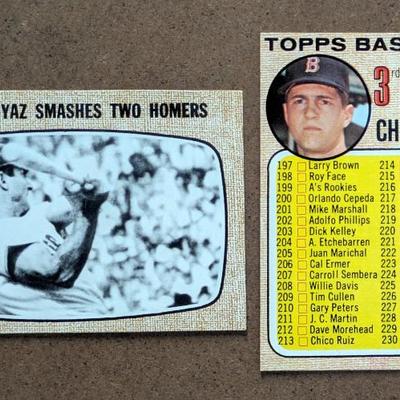 YAZ SMASHES TWO HOMERS
TOPPS BAS
3rd
CH
197 Larry Brown 214
198 Roy Face 215
199 A's Rookies 216
200 Orlando Cepeda 217
201 Mike Marshall 218
202 Adolfo Phillips 219
203 Dick Kelley 220
204 A. Etchebarren 221
205 Juan Marichal 222
206 Cal Ermer 223
207 Carroll Sembera 224
208 Willie Davis 225
209 Tim Cullen 226
210 Gary Peters 227
211 J. C. Martin 228
212 Dave Morehead 229
213 Chico Ruiz 230